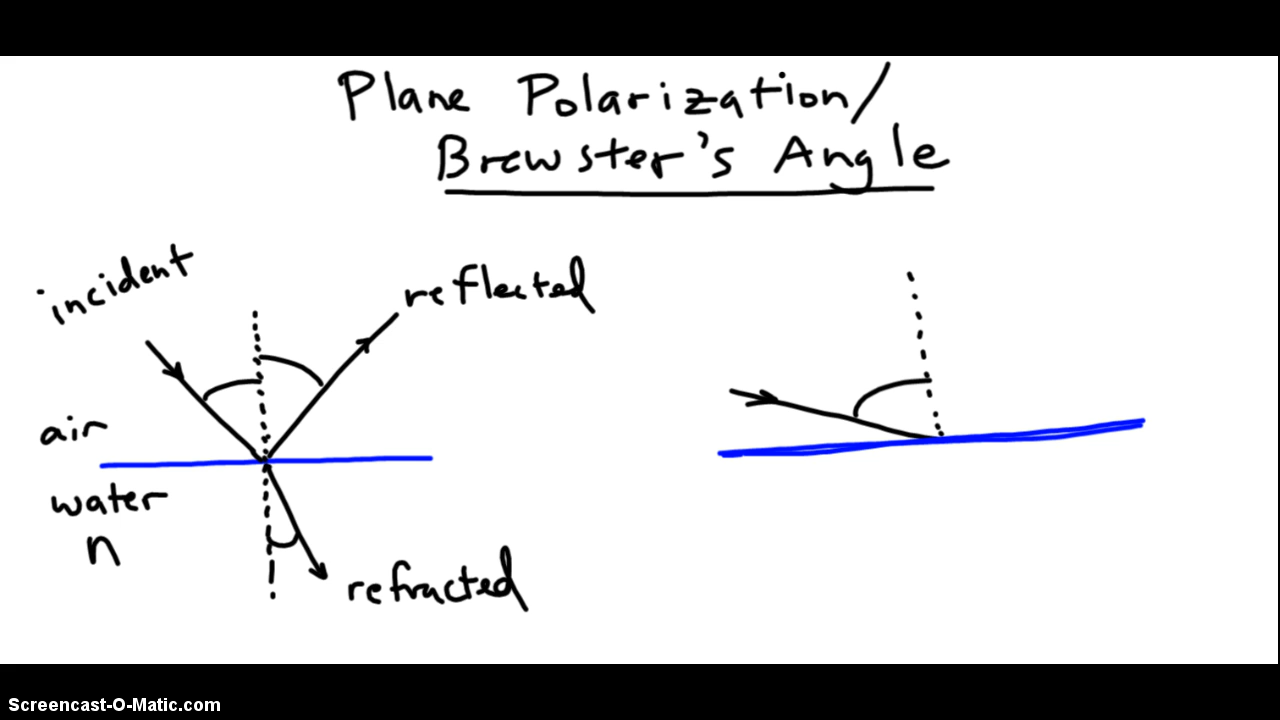 Plane Polarization/
Brewster's Angle
incident
reflected
air
water
n
refracted
Screencast-O-Matic.com